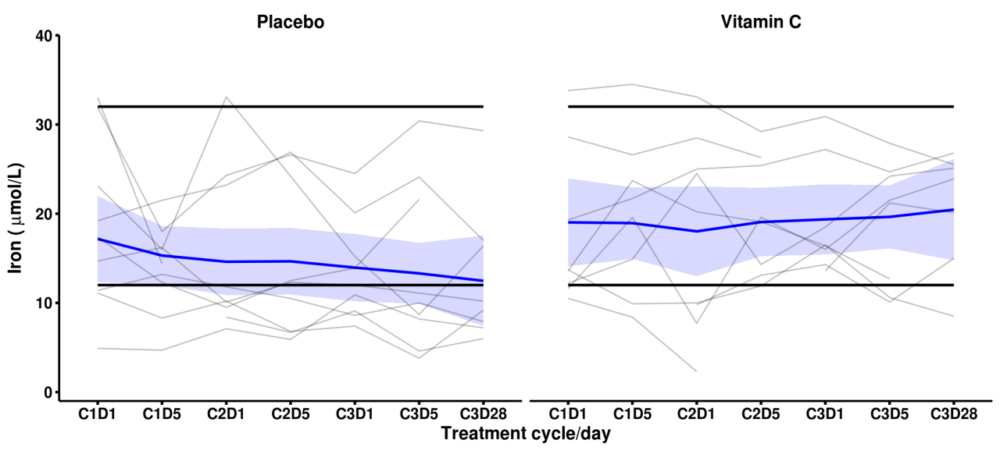 Placebo
Vitamin C
Iron ( μmol/L)
40
30
20
10
0
C1D1 C1D5 C2D1 C2D5 C3D1 C3D5 C3D28
C1D1 C1D5 C2D1 C2D5 C3D1 C3D5 C3D28
Treatment cycle/day